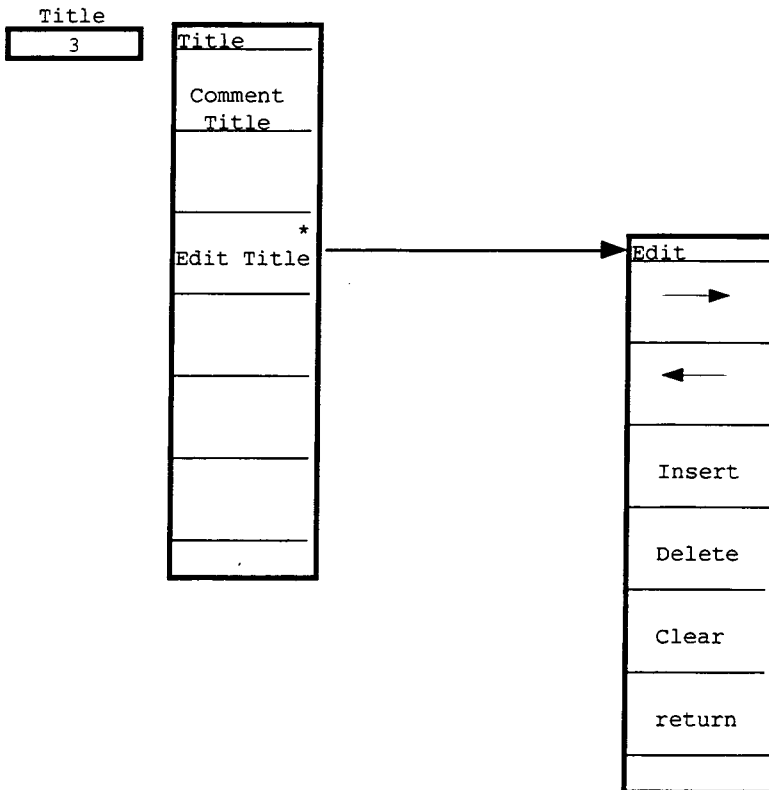 Title
3
Title
Comment
Title
*
Edit Title
Edit
Insert
Delete
Clear
return